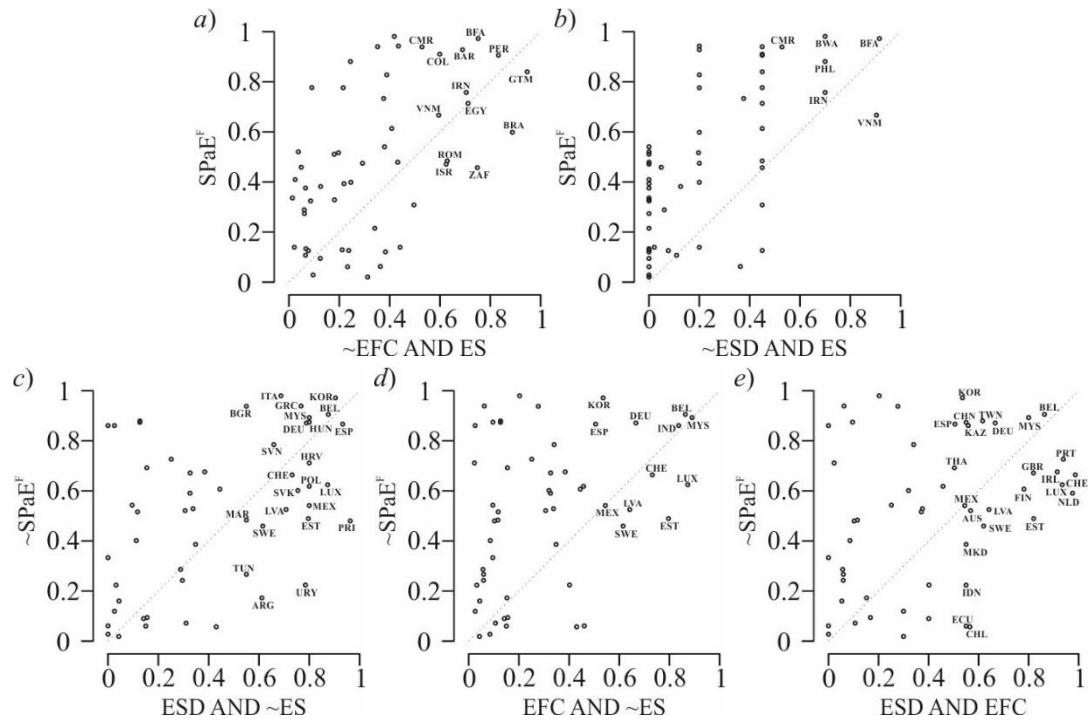 a)
SPaEF
1
0.8
0.6
0.4
0.2
0
CMR
BFA
COL
BAR
PER
GTM
IRN
EGY
VNM
BRA
ROM
ISR
ZAF
0 0.2 0.4 0.6 0.8 1
~EFC AND ES
b)
SPaEF
1
0.8
0.6
0.4
0.2
0
CMR
BWA
BFA
PHL
IRN
VNM
0 0.2 0.4 0.6 0.8 1
~ESD AND ES
c)
~SPaEF
1
0.8
0.6
0.4
0.2
0
ITA
KOR
BGR
GRC
BEL
MYS
DEU
HUN
ESP
SVN
HRV
CHE
POL
SVK
LUX
MAR
LVA
MEX
SWE
EST
PRI
TUN
URY
ARG
0 0.2 0.4 0.6 0.8 1
ESD AND ~ES
d)
~SPaEF
1
0.8
0.6
0.4
0.2
0
KOR
BEL
ESP
DEU
IND
MYS
CHE
LUX
MEX
LVA
SWE
EST
0 0.2 0.4 0.6 0.8 1
EFC AND ~ES
e)
~SPaEF
1
0.8
0.6
0.4
0.2
0
KOR
CHN
TWN
BEL
ESP
KAZ
DEU
MYS
THA
PRT
GBR
IRL
CHE
MEX
FIN
LUX
NLD
AUS
LVA
SWE
EST
MKD
IDN
ECU
CHL
0 0.2 0.4 0.6 0.8 1
ESD AND EFC